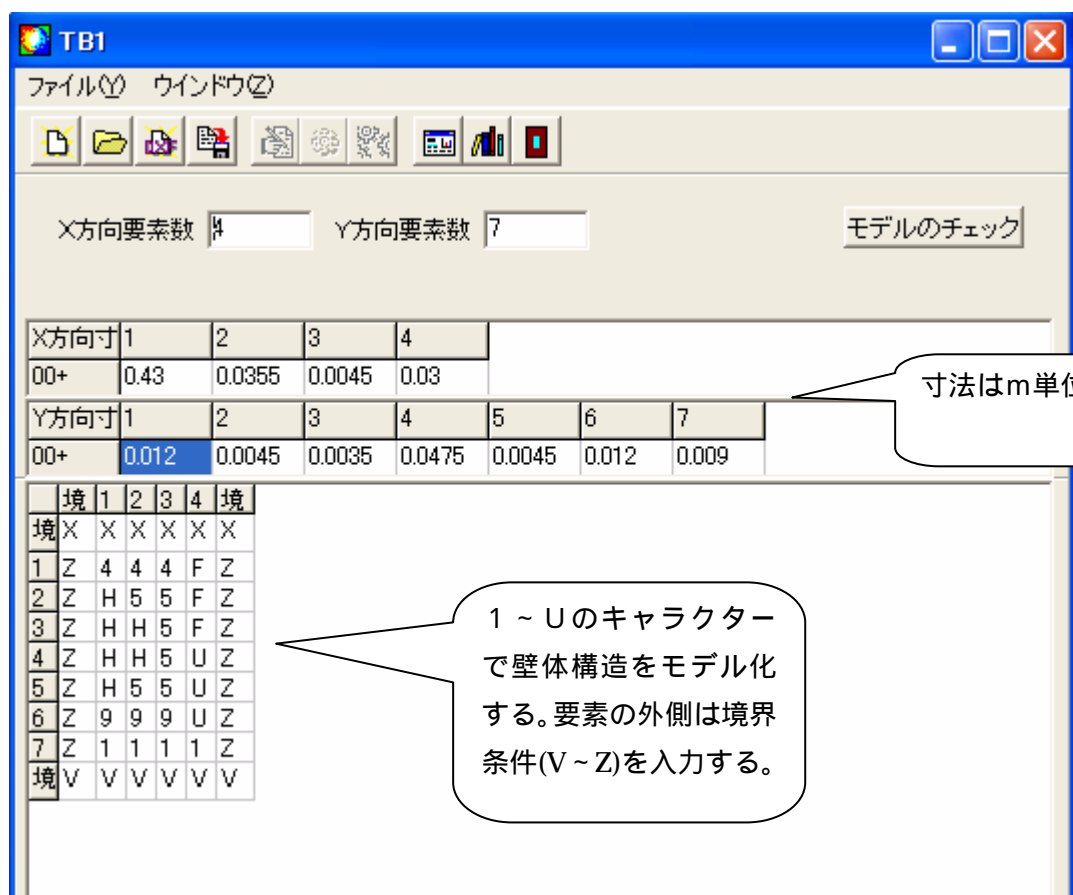 TB1
ファイル(Y) ウインドウ(Z)
X方向要素数 4 Y方向要素数 7 モデルのチェック
X方向寸 1 2 3 4
00+ 0.43 0.0355 0.0045 0.03
寸法はm単位
Y方向寸 1 2 3 4 5 6 7
00+ 0.012 0.0045 0.0035 0.0475 0.0045 0.012 0.009
境 1 2 3 4 境
境 X X X X X X
1 Z 4 4 4 F Z
2 Z H 5 5 F Z
3 Z H H 5 F Z
4 Z H H 5 U Z
5 Z H 5 5 U Z
6 Z 9 9 9 U Z
7 Z 1 1 1 1 Z
境 V V V V V V
1~Uのキャラクター
で壁体構造をモデル化
する。要素の外側は境界
条件(V~Z)を入力する。